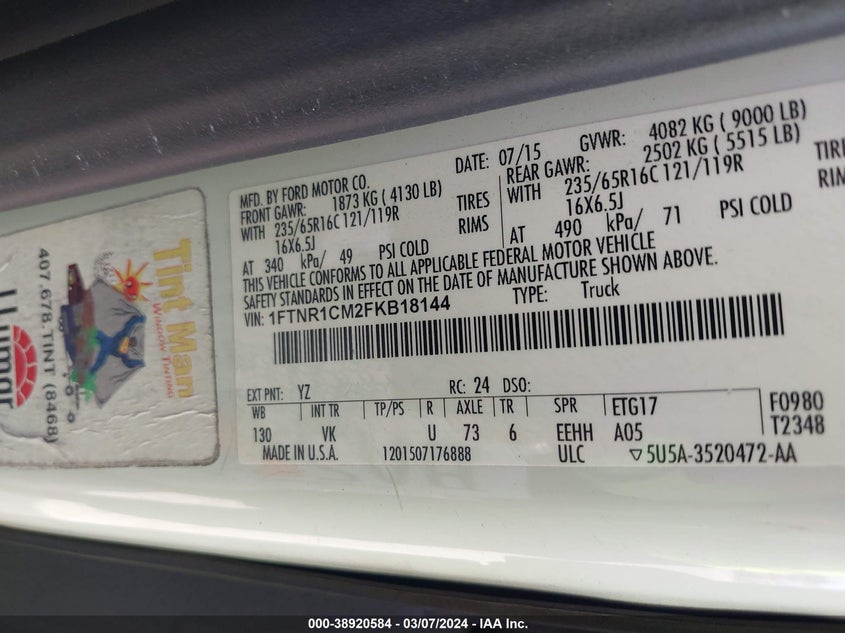 MFD. BY FORD MOTOR CO.
DATE: 07/15
GVWR: 4082 KG ( 9000 LB)
FRONT GAWR: 1873 KG ( 4130 LB)
REAR GAWR: 2502 KG ( 5515 LB)
WITH 235/65R16C 121/119R TIRES
WITH 235/65R16C 121/119R TIRE
16X6.5J RIMS
16X6.5J RIM
AT 340 kPa/ 49 PSI COLD
AT 490 kPa/ 71 PSI COLD
THIS VEHICLE CONFORMS TO ALL APPLICABLE FEDERAL MOTOR VEHICLE
SAFETY STANDARDS IN EFFECT ON THE DATE OF MANUFACTURE SHOWN ABOVE.
VIN: 1FTNR1CM2FKB18144
TYPE: Truck
EXT PNT: YZ RC: 24 DSO:
WB INT TR TP/PS R AXLE TR SPR ETG17 F0980
130 VK U 73 6 EEHH A05 T2348
MADE IN U.S.A. 1201507176888 ULC ▽5U5A-3520472-AA
Tint Man
WINDOW TINTING
407.678.TINT (8468)
LLumar
000-38920584 - 03/07/2024 - IAA Inc.